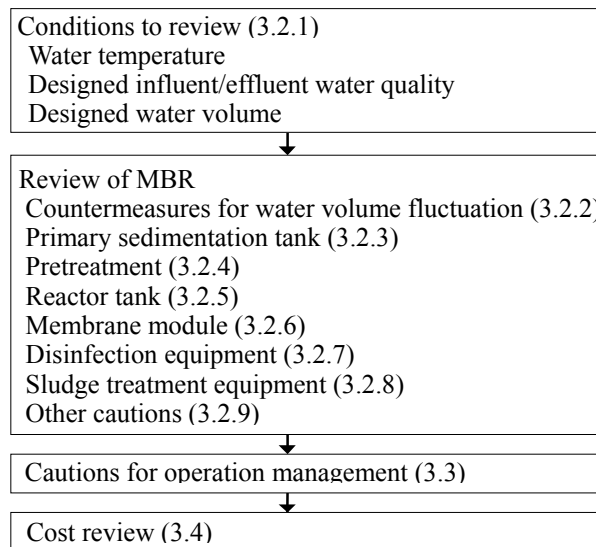 Conditions to review (3.2.1)
Water temperature
Designed influent/effluent water quality
Designed water volume
Review of MBR
Countermeasures for water volume fluctuation (3.2.2)
Primary sedimentation tank (3.2.3)
Pretreatment (3.2.4)
Reactor tank (3.2.5)
Membrane module (3.2.6)
Disinfection equipment (3.2.7)
Sludge treatment equipment (3.2.8)
Other cautions (3.2.9)
Cautions for operation management (3.3)
Cost review (3.4)